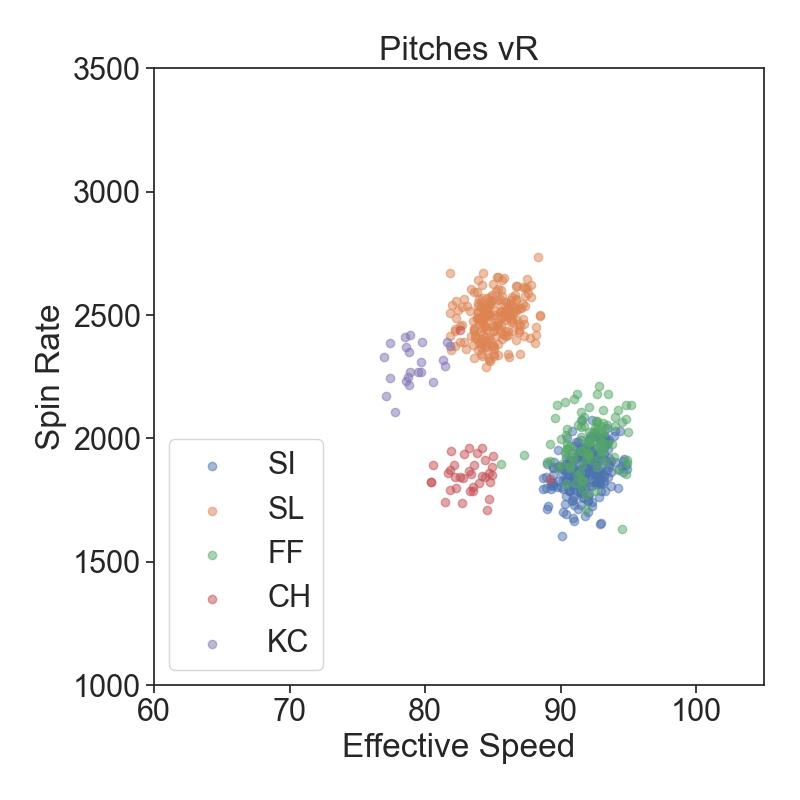 Pitches vR
3500
3000
2500
2000
1500
1000
Spin Rate
SI
SL
FF
CH
KC
60 70 80 90 100
Effective Speed